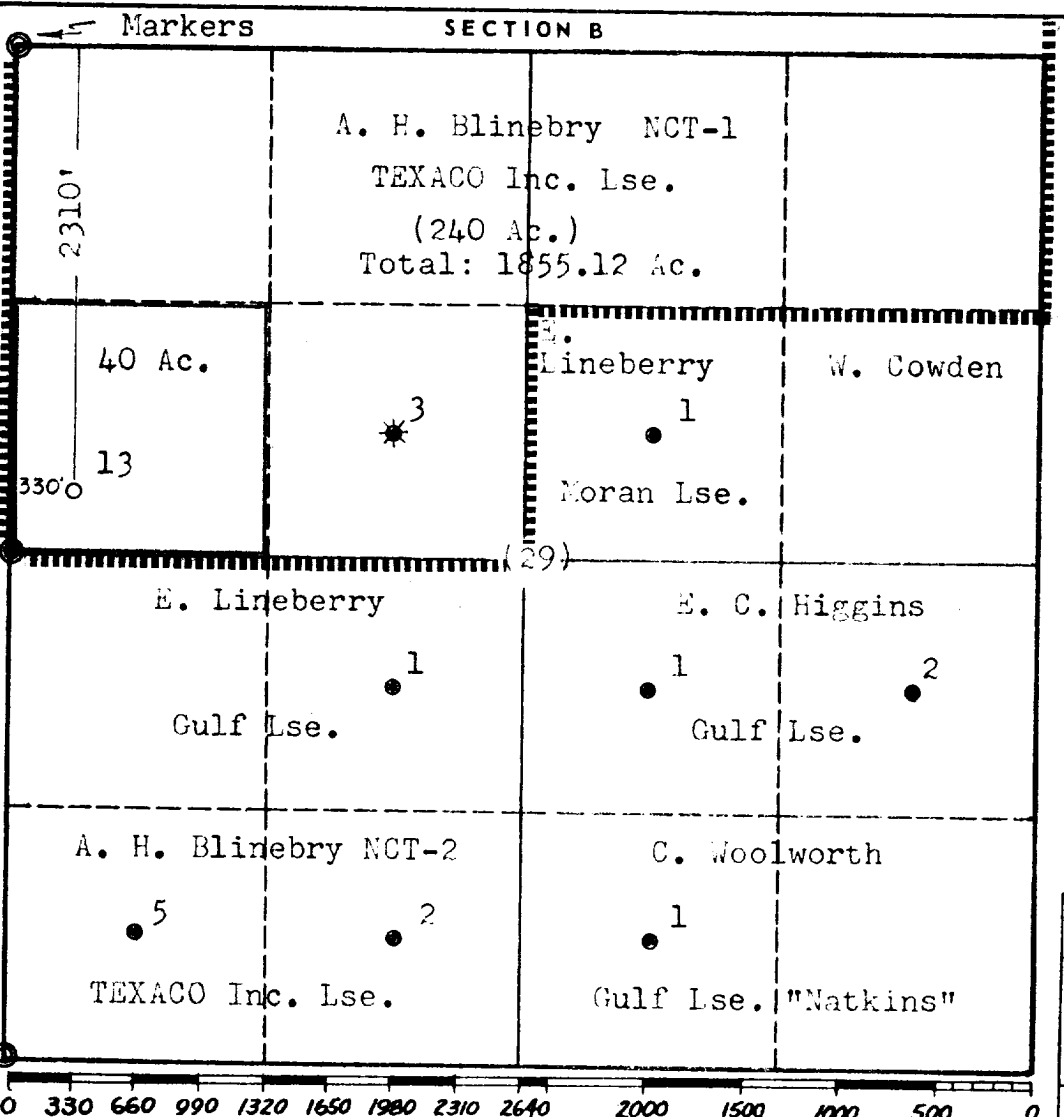 Markers
SECTION B
A. H. Blinebry NCT-1
TEXACO Inc. Lse.
(240 Ac.)
Total: 1855.12 Ac.
2310'
40 Ac.
13
330'
3
E.
Lineberry
1
Moran Lse.
W. Cowden
(29)
E. Lineberry
1
Gulf Lse.
E. C. Higgins
1
2
Gulf Lse.
A. H. Blinebry NCT-2
5
2
TEXACO Inc. Lse.
C. Woolworth
1
Gulf Lse. "Natkins"
0 330 660 990 1320 1650 1980 2310 2640 2000 1500 1000 500 0